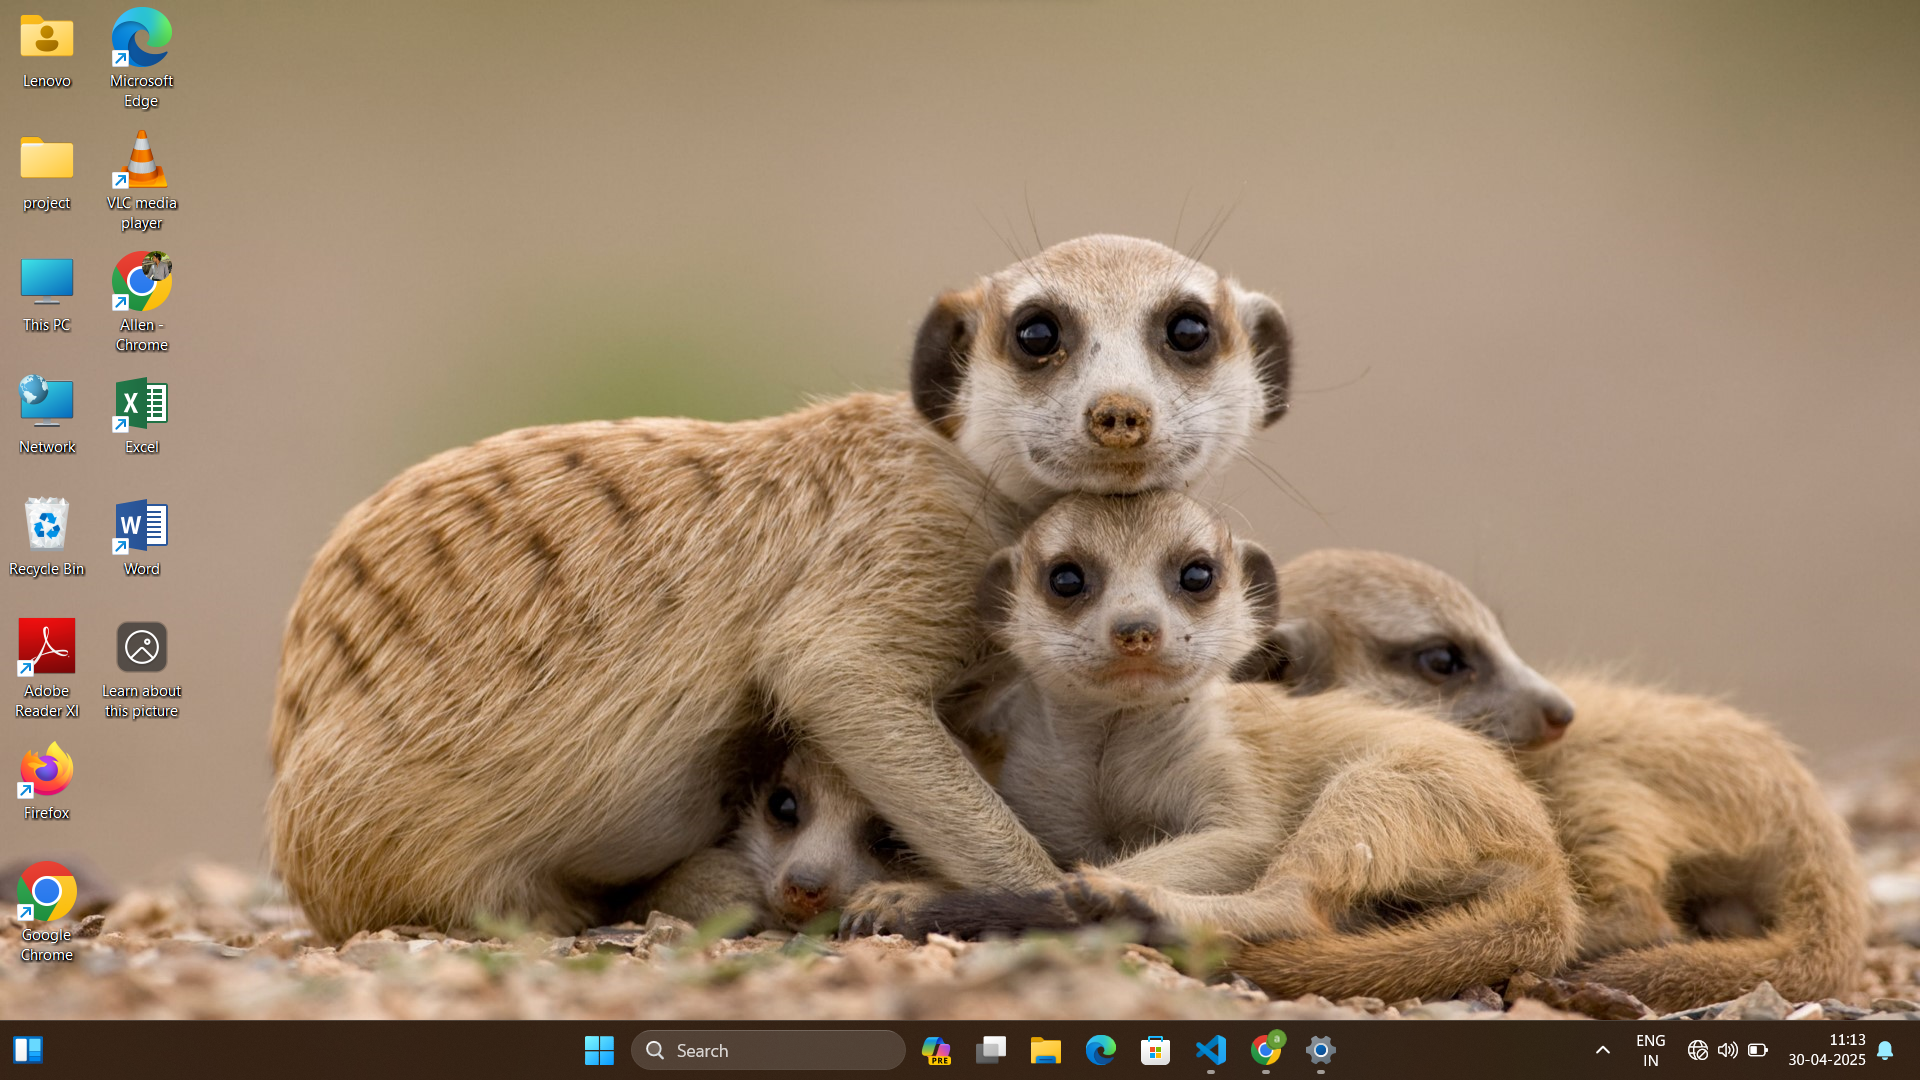 Lenovo
Microsoft
Edge
project
VLC media
player
This PC
Allen -
Chrome
Network
Excel
Recycle Bin
Word
Adobe
Reader XI
Learn about
this picture
Firefox
Google
Chrome
Search
PRE
a
ENG
IN
11:13
30-04-2025